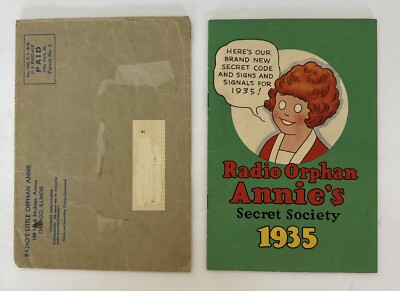 PAID
RADIO'S LITTLE ORPHAN ANNIE
CHICAGO, ILLINOIS
HERE'S OUR
BRAND NEW
SECRET CODE
AND SIGNS AND
SIGNALS FOR
1935!
Radio Orphan
Annie's
Secret Society
1935